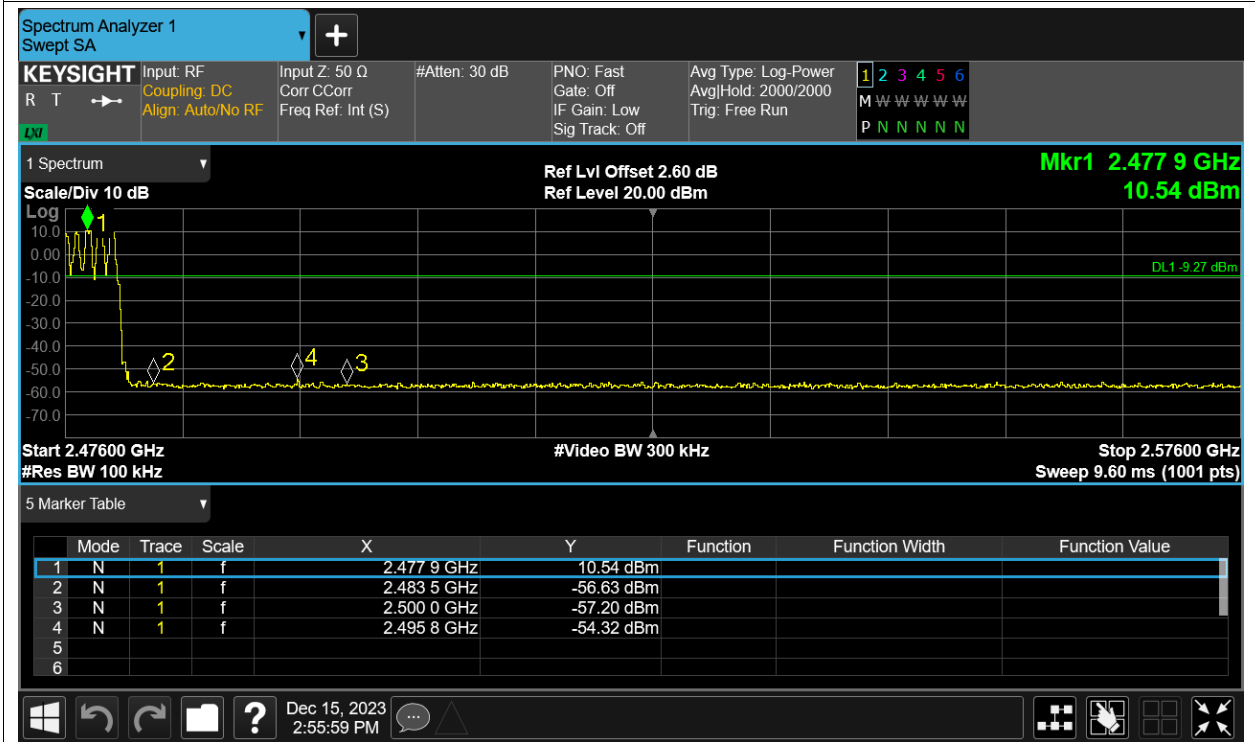 Spectrum Analyzer 1
Swept SA
+
KEYSIGHT
R T
LXI
Input: RF
Coupling: DC
Align: Auto/No RF
Input Z: 50 Ω
Corr CCorr
Freq Ref: Int (S)
#Atten: 30 dB
PNO: Fast
Gate: Off
IF Gain: Low
Sig Track: Off
Avg Type: Log-Power
Avg|Hold: 2000/2000
Trig: Free Run
1 2 3 4 5 6
M W W W W W
P N N N N N
1 Spectrum
Scale/Div 10 dB
Ref Lvl Offset 2.60 dB
Ref Level 20.00 dBm
Mkr1 2.477 9 GHz
10.54 dBm
Log
10.0
0.00
-10.0
-20.0
-30.0
-40.0
-50.0
-60.0
-70.0
1
2
4
3
DL1 -9.27 dBm
Start 2.47600 GHz
#Video BW 300 kHz
Stop 2.57600 GHz
#Res BW 100 kHz
Sweep 9.60 ms (1001 pts)
5 Marker Table
Mode Trace Scale X Y Function Function Width Function Value
1 N 1 f 2.477 9 GHz 10.54 dBm
2 N 1 f 2.483 5 GHz -56.63 dBm
3 N 1 f 2.500 0 GHz -57.20 dBm
4 N 1 f 2.495 8 GHz -54.32 dBm
5
6
?
Dec 15, 2023
2:55:59 PM